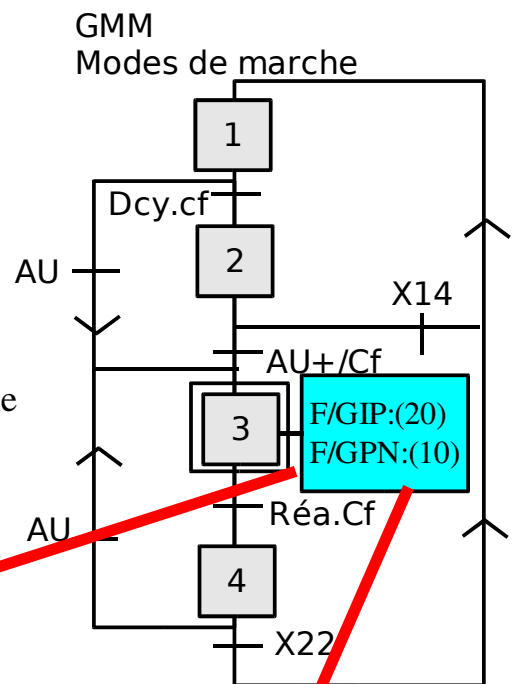 GMM
Modes de marche
1
Dcy.cf
2
AU
X14
AU+/Cf
e
3
F/GIP:(20)
F/GPN:(10)
Réa.Cf
AU
4
X22